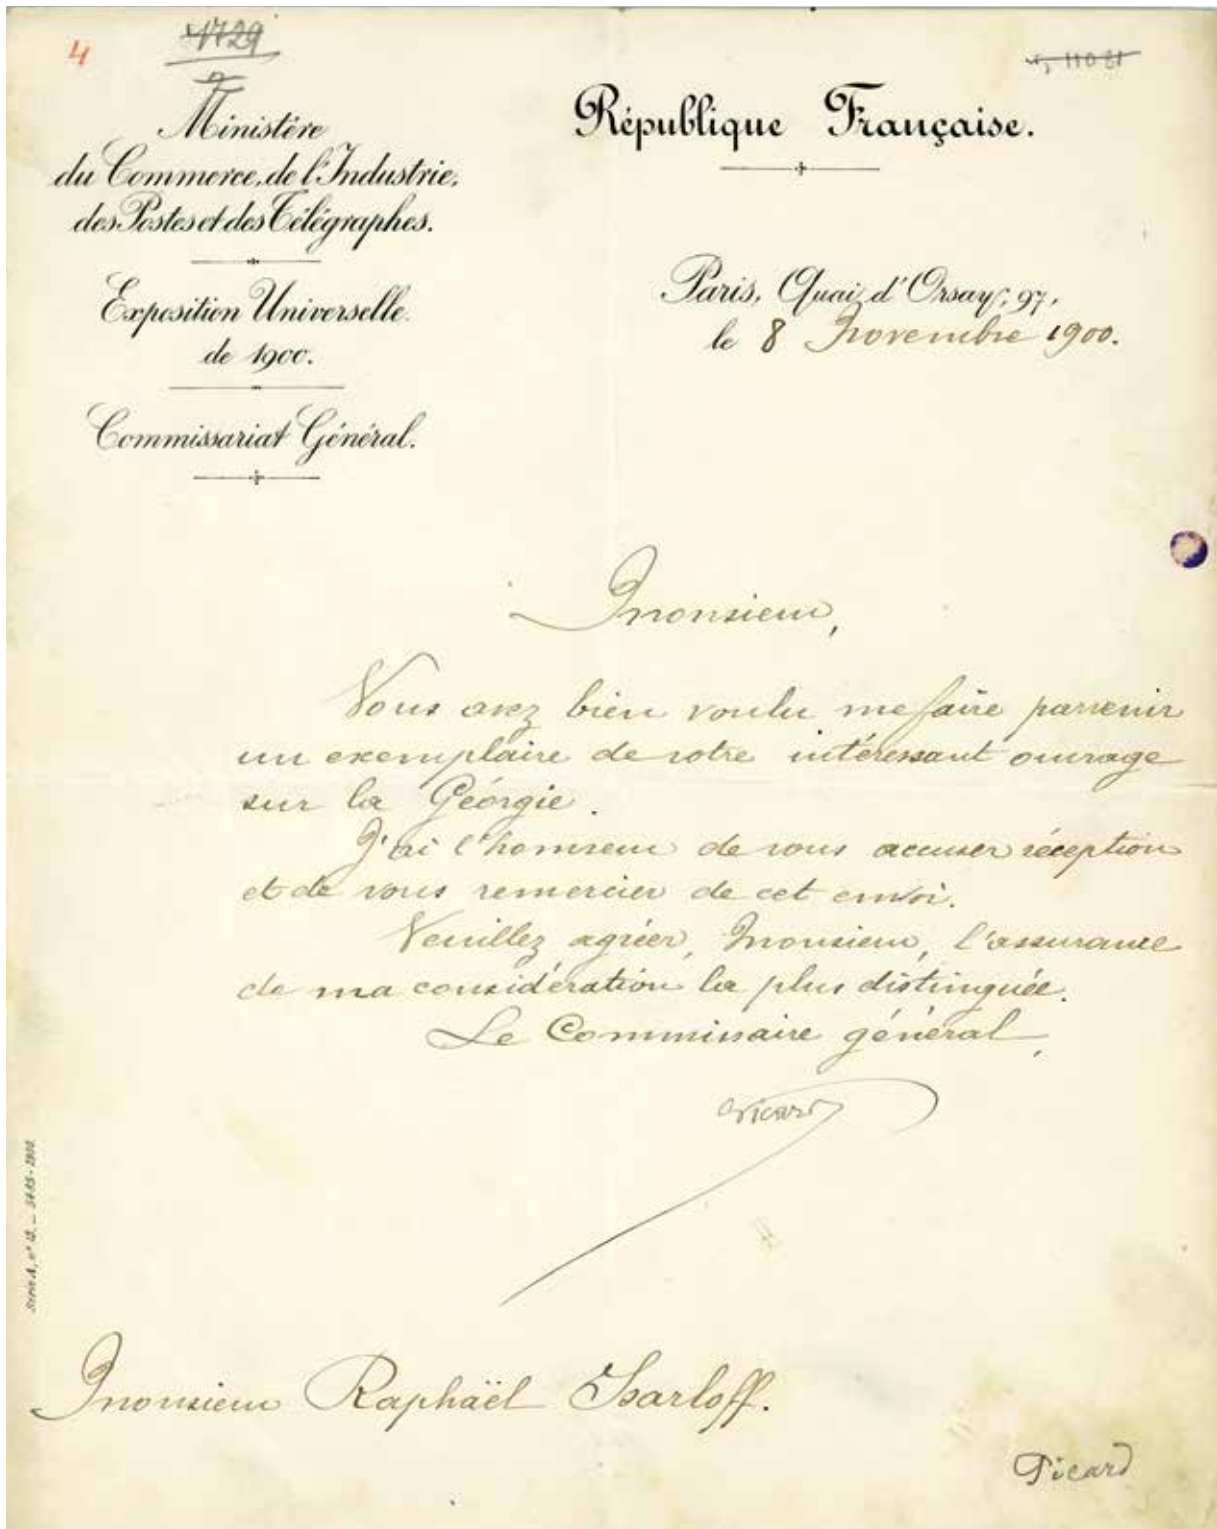 4
1729
11021
Ministère
du Commerce, de l'Industrie,
des Postes et des Télégraphes.
Exposition Universelle
de 1900.
Commissariat Général.
République Française.
Paris, Quai d'Orsay, 97,
le 8 Novembre 1900.
Monsieur,
Vous avez bien voulu me faire parvenir
un exemplaire de votre intéressant ouvrage
sur la Géorgie.
J'ai l'honneur de vous accuser réception
et de vous remercier de cet envoi.
Veuillez agréer, Monsieur, l'assurance
de ma considération la plus distinguée.
Le Commissaire général,
Picard
Monsieur Raphaël Isarloff.
Picard